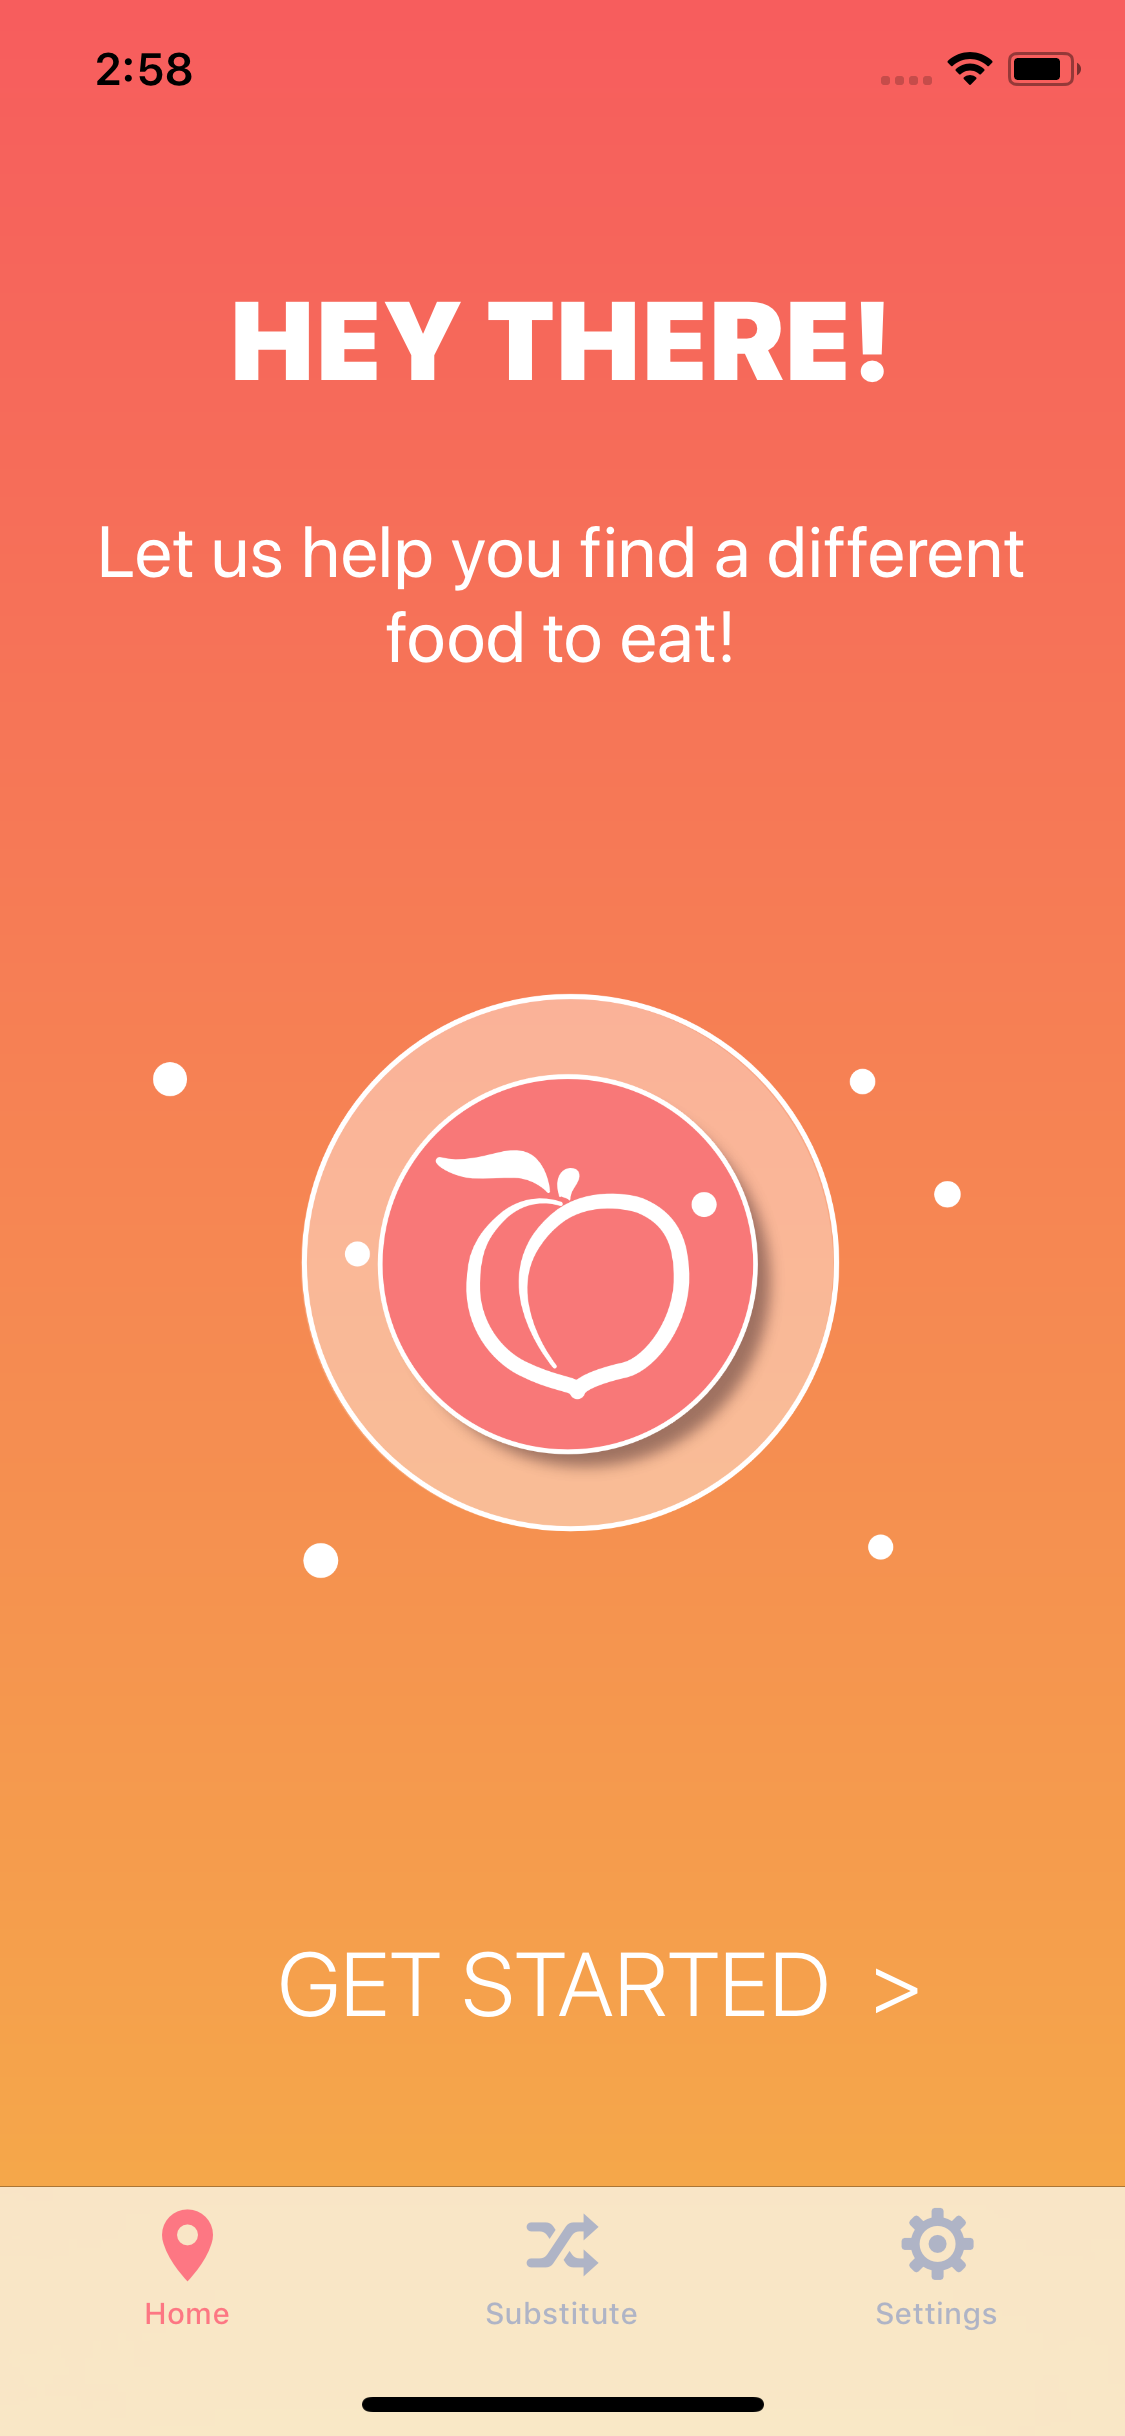 2:58
HEY THERE!
Let us help you find a different
food to eat!
GET STARTED >
Home
Substitute
Settings